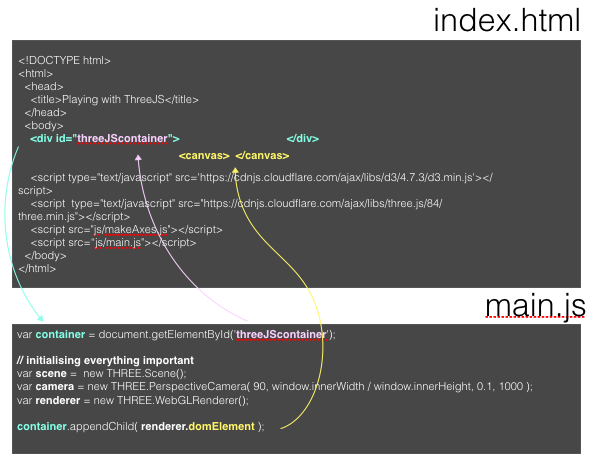 index.html
<!DOCTYPE html>
<html>
<head>
<title>Playing with ThreeJS</title>
</head>
<body>
<div id="threeJScontainer"> </div>
<canvas> </canvas>
<script type="text/javascript" src='https://cdnjs.cloudflare.com/ajax/libs/d3/4.7.3/d3.min.js'></
script>
<script type="text/javascript" src="https://cdnjs.cloudflare.com/ajax/libs/three.js/84/
three.min.js"></script>
<script src="js/makeAxes.js"></script>
<script src="js/main.js"></script>
</body>
</html>
main.js
var container = document.getElementById('threeJScontainer');
// initialising everything important
var scene = new THREE.Scene();
var camera = new THREE.PerspectiveCamera( 90, window.innerWidth / window.innerHeight, 0.1, 1000 );
var renderer = new THREE.WebGLRenderer();
container.appendChild( renderer.domElement );